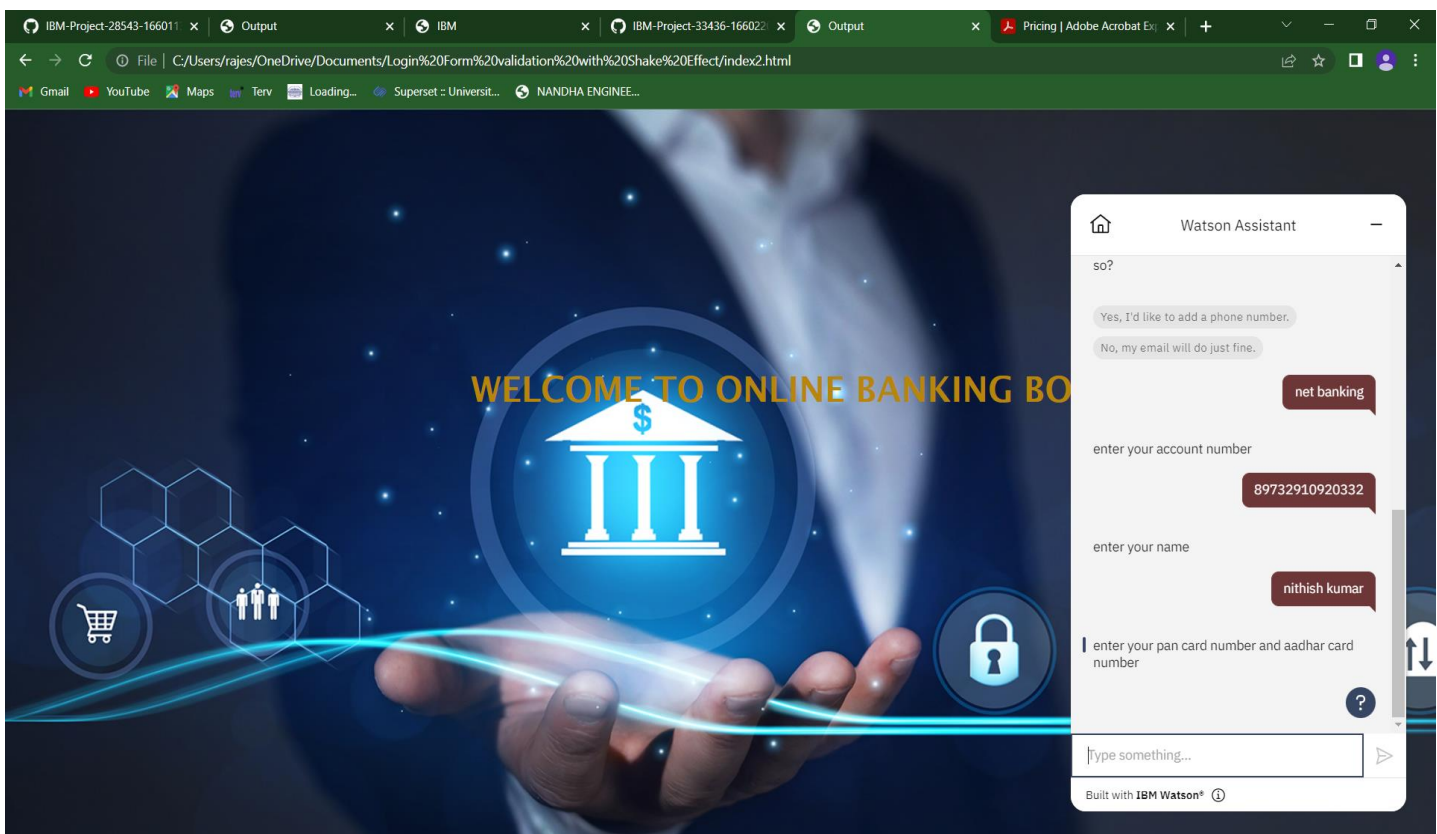 IBM-Project-28543-166011
Output
IBM
IBM-Project-33436-166022
Output
Pricing | Adobe Acrobat Ex
File | C:/Users/rajes/OneDrive/Documents/Login%20Form%20validation%20with%20Shake%20Effect/index2.html
Gmail YouTube Maps Terv Loading... Superset :: Universit... NANDHA ENGINEE...
WELCOME TO ONLINE BANKING BO
$
Watson Assistant
so?
Yes, I'd like to add a phone number.
No, my email will do just fine.
net banking
enter your account number
89732910920332
enter your name
nithish kumar
enter your pan card number and aadhar card
number
?
Type something...
Built with IBM Watson®